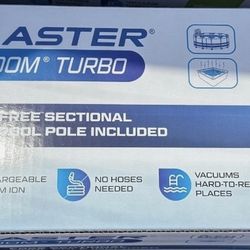 ASTER®
OOM® TURBO
FREE SECTIONAL
POOL POLE INCLUDED
ARGEABLE
M ION
NO HOSES
NEEDED
VACUUMS
HARD-TO-RE
PLACES